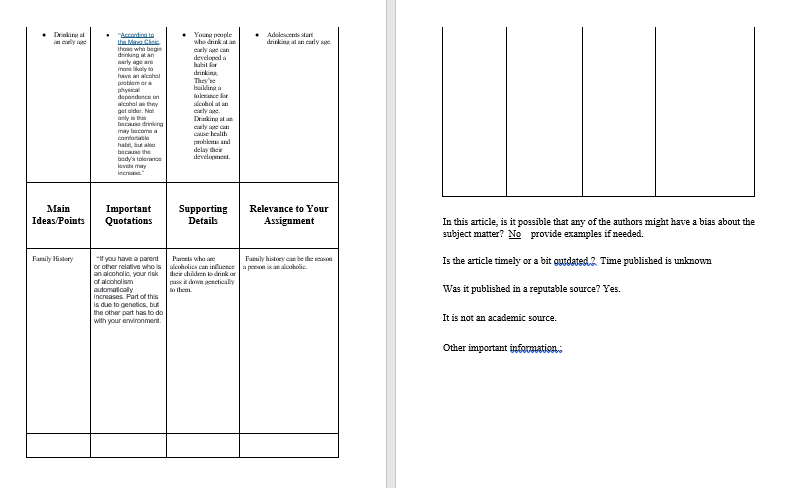 • Drinking at
an early age
• "According to
the Mayo Clinic,
those who begin
drinking at an
early age are
more likely to
have an alcohol
problem or a
physical
dependence on
alcohol as they
get older. Not
only is this
because drinking
may become a
comfortable
habit, but also
because the
body's tolerance
levels may
increase."
• Young people
who drink at an
early age can
developed a
habit for
drinking.
They're
building a
tolerance for
alcohol at an
early age.
Drinking at an
early age can
cause health
problems and
delay their
development.
• Adolescents start
drinking at an early age.
Main
Ideas/Points
Important
Quotations
Supporting
Details
Relevance to Your
Assignment
Family History
"If you have a parent
or other relative who is
an alcoholic, your risk
of alcoholism
automatically
increases. Part of this
is due to genetics, but
the other part has to do
with your environment.
Parents who are
alcoholics can influence
their children to drink or
pass it down genetically
to them.
Family history can be the reason
a person is an alcoholic.
In this article, is it possible that any of the authors might have a bias about the
subject matter? No provide examples if needed.
Is the article timely or a bit outdated ? Time published is unknown
Was it published in a reputable source? Yes.
It is not an academic source.
Other important information :